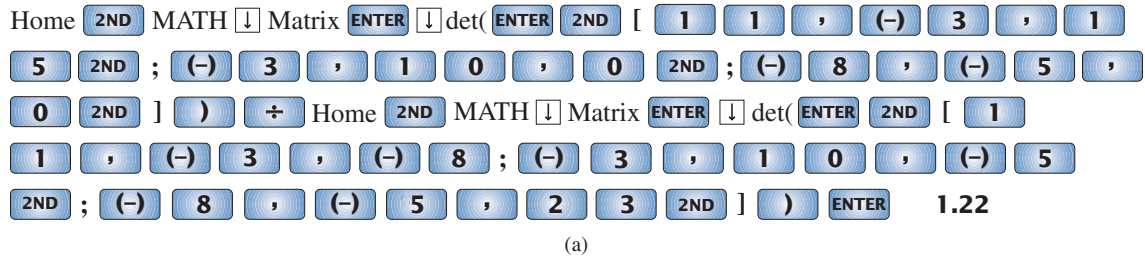 Home 2ND MATH ↓ Matrix ENTER ↓ det( ENTER 2ND [ 1 1 , (–) 3 , 1
5 2ND ; (–) 3 , 1 0 , 0 2ND ; (–) 8 , (–) 5 ,
0 2ND ] ) ÷ Home 2ND MATH ↓ Matrix ENTER ↓ det( ENTER 2ND [ 1
1 , (–) 3 , (–) 8 ; (–) 3 , 1 0 , (–) 5
2ND ; (–) 8 , (–) 5 , 2 3 2ND ] ) ENTER 1.22
(a)